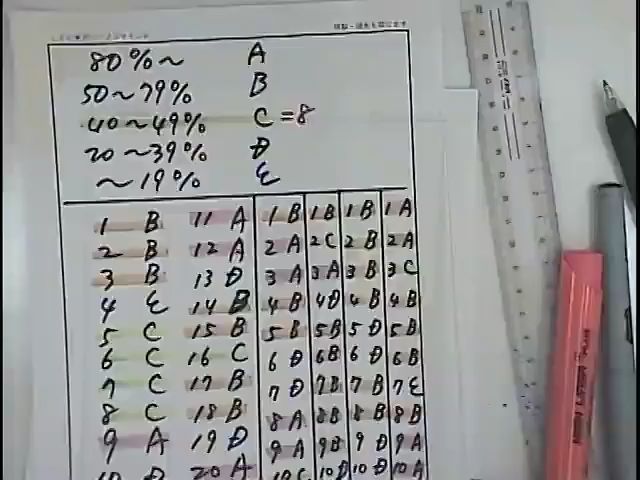 80%~ A
50~79% B
40~49% C=8
20~39% D
~19% E
1 B 11 A 1 B 1 B 1 B 1 A
2 B 12 A 2 A 2 C 2 B 2 A
3 B 13 D 3 A 3 A 3 B 3 C
4 E 14 B 4 B 4 D 4 B 4 B
5 C 15 B 5 B 5 B 5 D 5 B
6 C 16 C 6 D 6 B 6 D 6 B
7 C 17 B 7 D 7 B 7 B 7 E
8 C 18 B 8 A 8 B 8 B 8 B
9 A 19 D 9 A 9 B 9 D 9 A
10 D 20 A 10 C 10 D 10 D 10 A